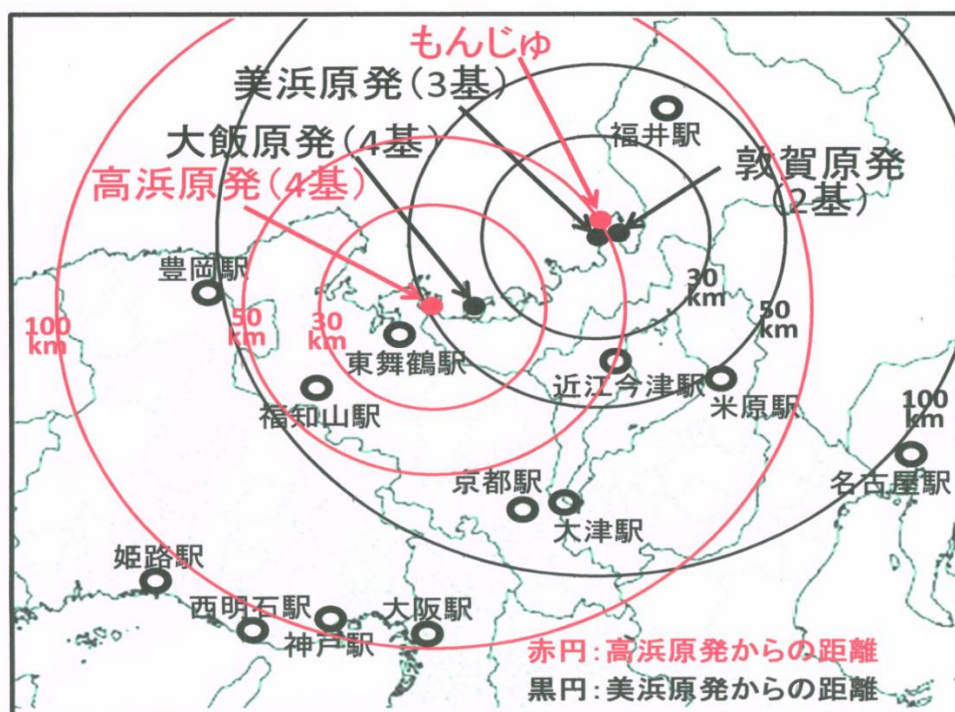 もんじゅ
美浜原発(3基)
福井駅
大飯原発(4基)
敦賀原発
(2基)
高浜原発(4基)
豊岡駅
30
km
50
km
100
km
50
km
30
km
東舞鶴駅
近江今津駅
米原駅
福知山駅
100
km
京都駅
名古屋駅
大津駅
姫路駅
西明石駅
神戸駅
大阪駅
赤円:高浜原発からの距離
黒円:美浜原発からの距離